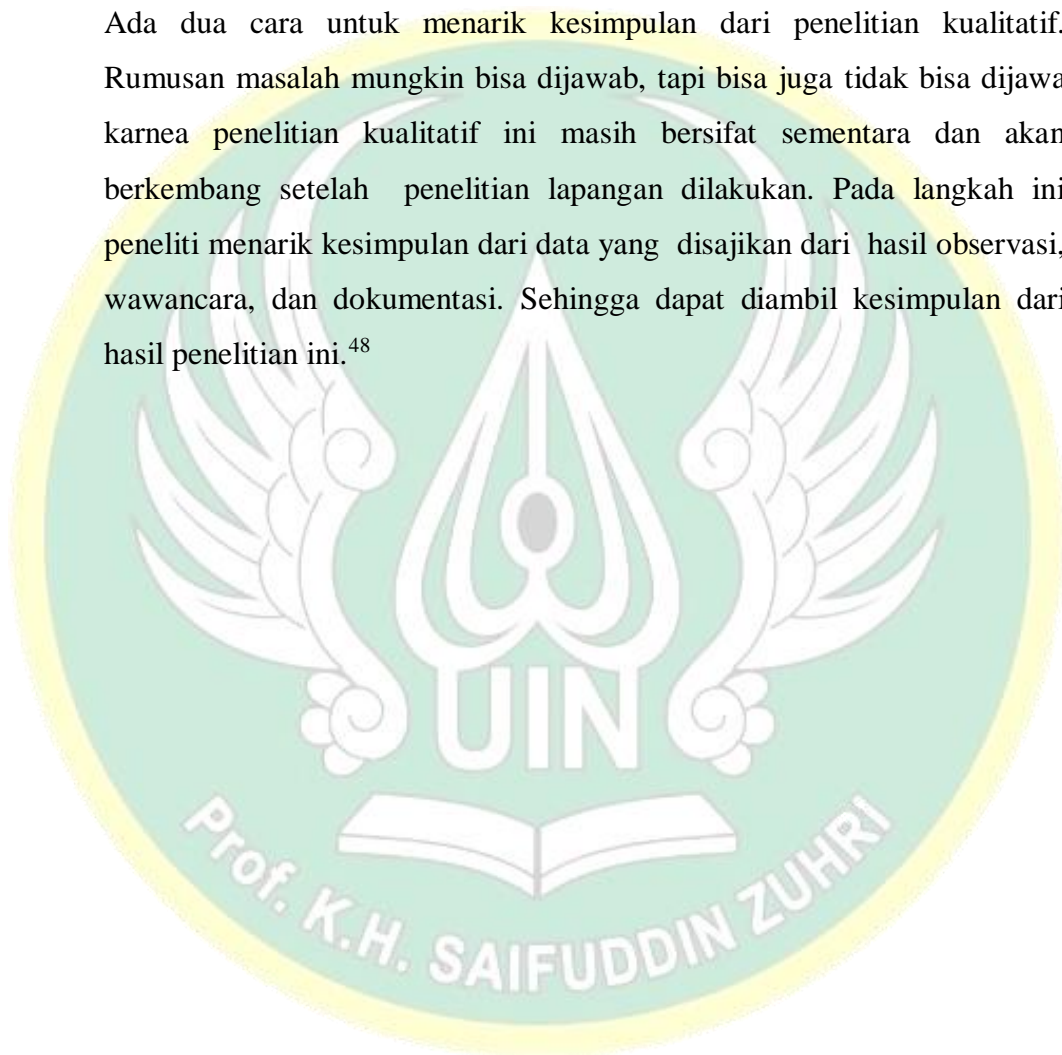 Ada dua cara untuk menarik kesimpulan dari penelitian kualitatif.
Rumusan masalah mungkin bisa dijawab, tapi bisa juga tidak bisa dijawa
karnea penelitian kualitatif ini masih bersifat sementara dan akan
berkembang setelah penelitian lapangan dilakukan. Pada langkah ini
peneliti menarik kesimpulan dari data yang disajikan dari hasil observasi,
wawancara, dan dokumentasi. Sehingga dapat diambil kesimpulan dari
hasil penelitian ini.48
UIN
Prof. K.H. SAIFUDDIN ZUHRI